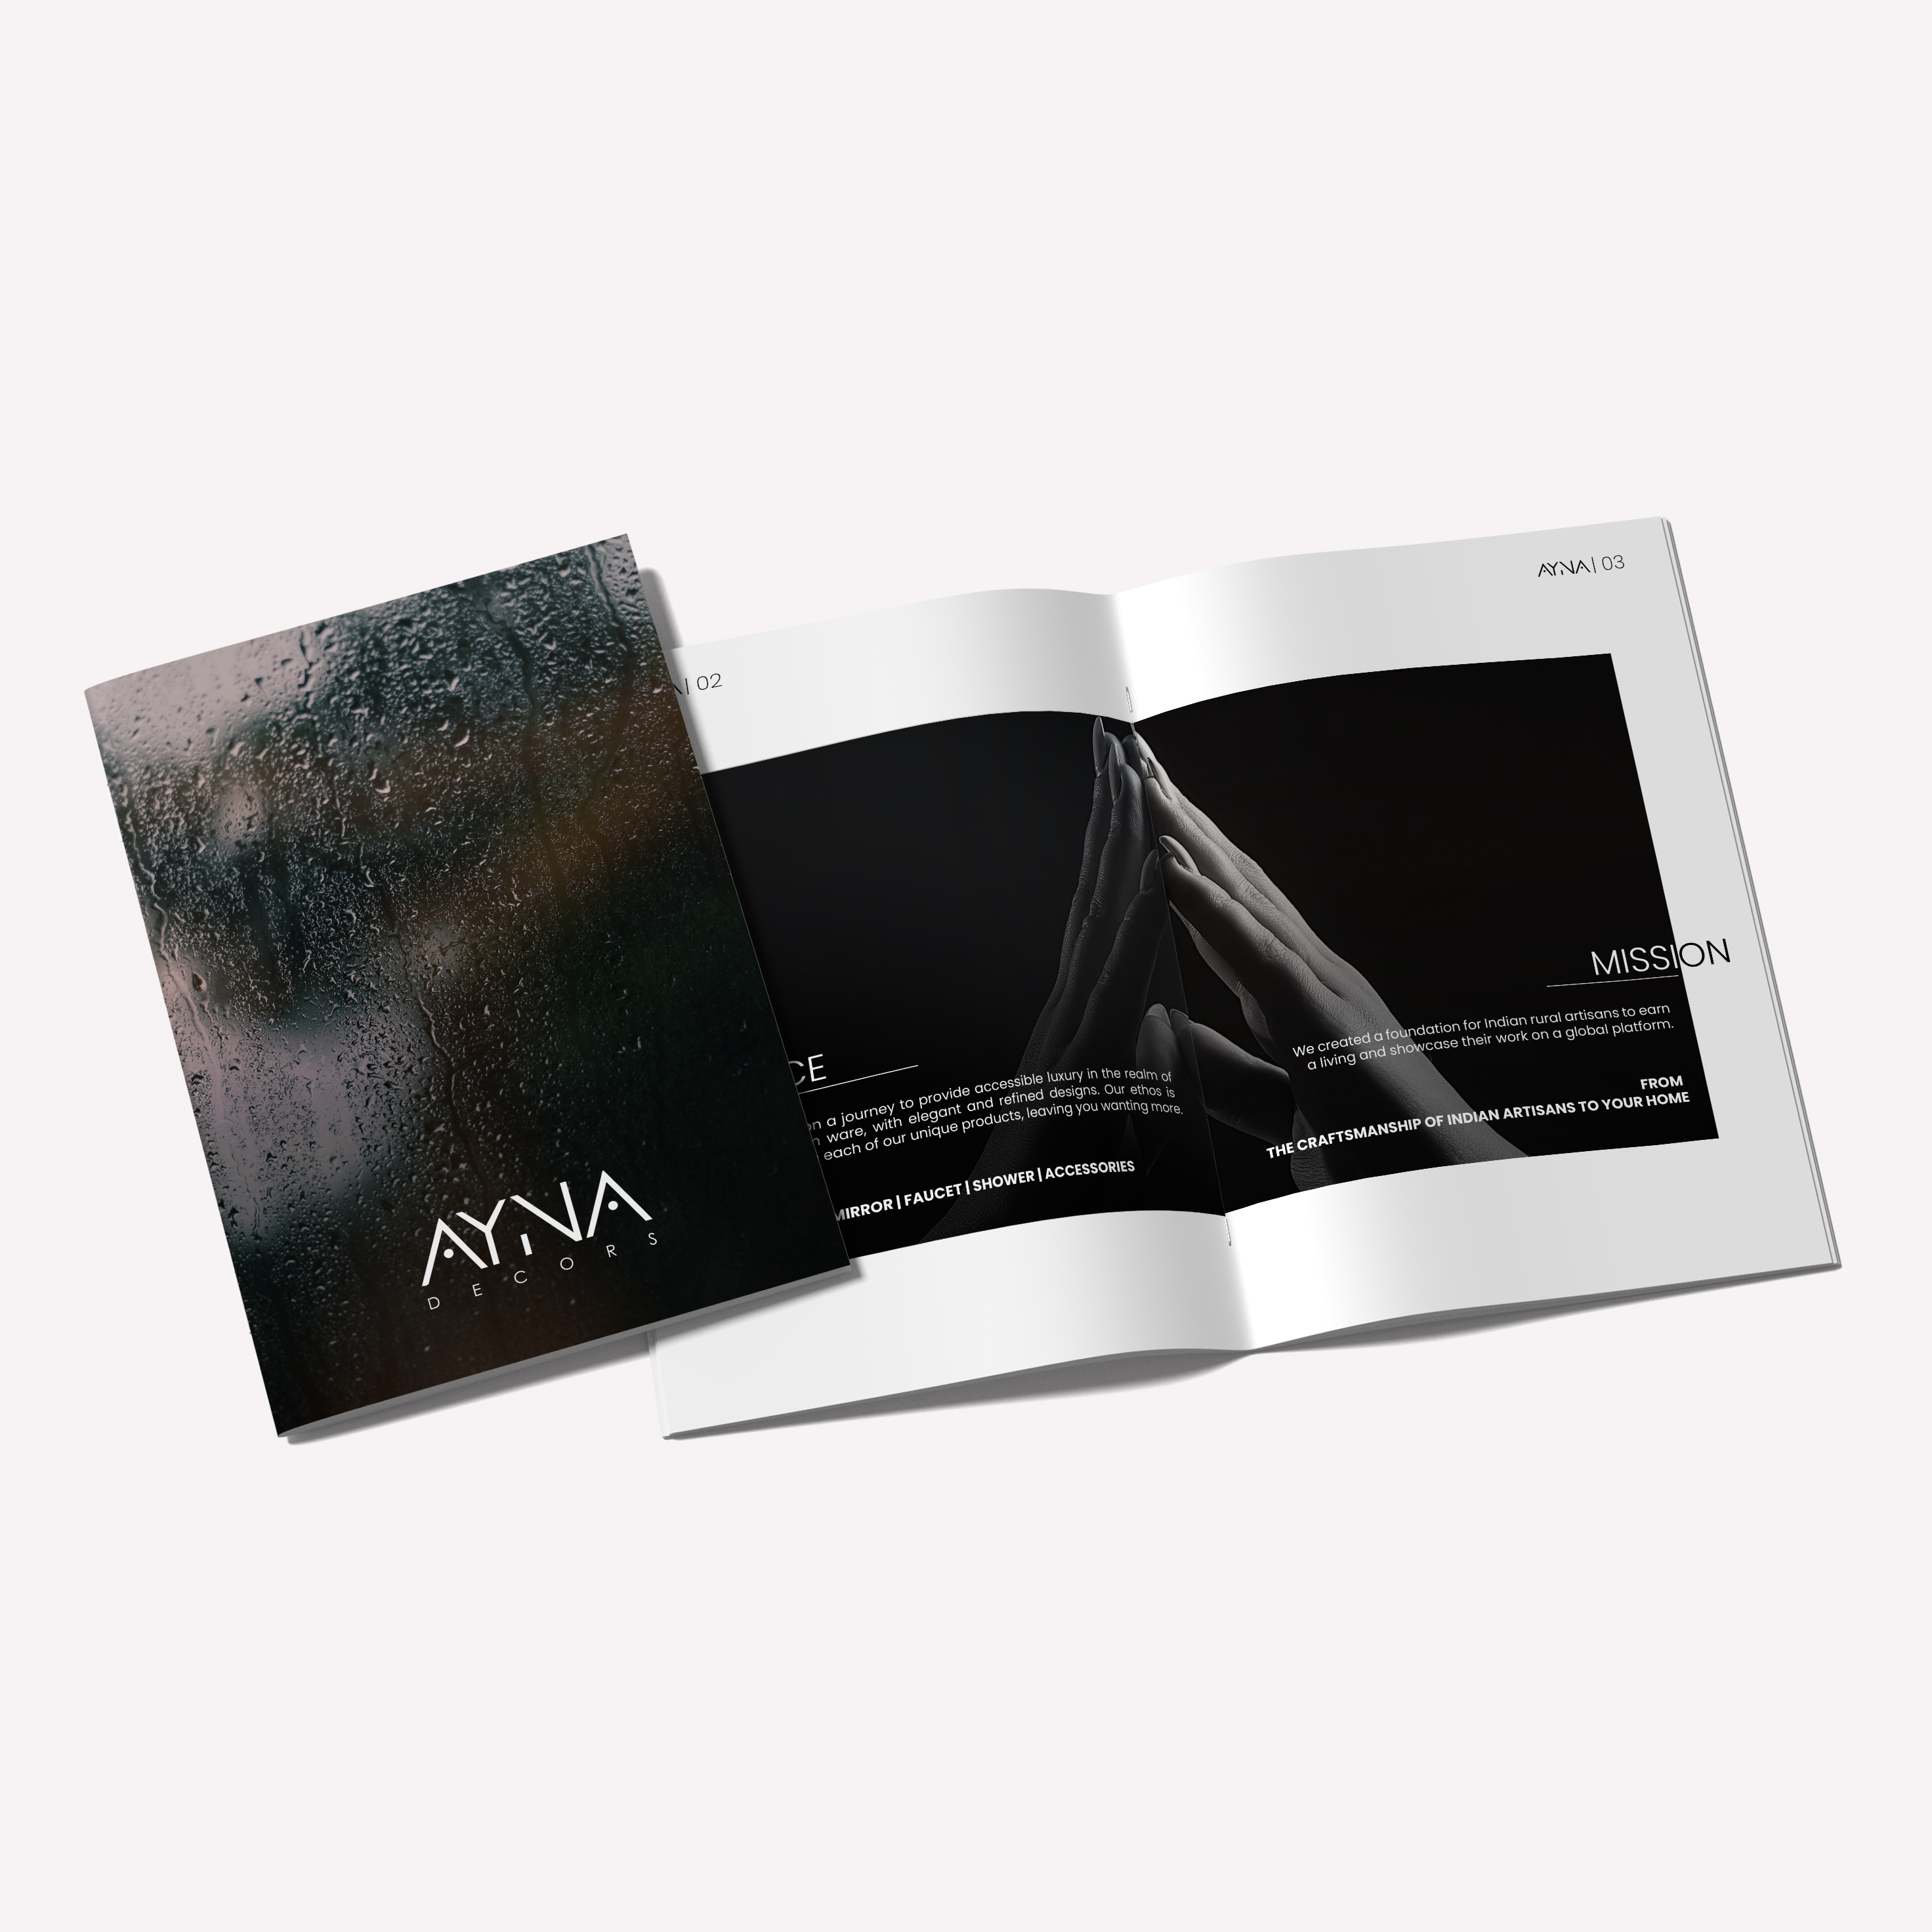 AYNA
DECORS
| 02
CE
a journey to provide accessible luxury in the realm of
ware, with elegant and refined designs. Our ethos is
each of our unique products, leaving you wanting more.
MIRROR | FAUCET | SHOWER | ACCESSORIES
AYNA | 03
MISSION
We created a foundation for Indian rural artisans to earn
a living and showcase their work on a global platform.
FROM
THE CRAFTSMANSHIP OF INDIAN ARTISANS TO YOUR HOME